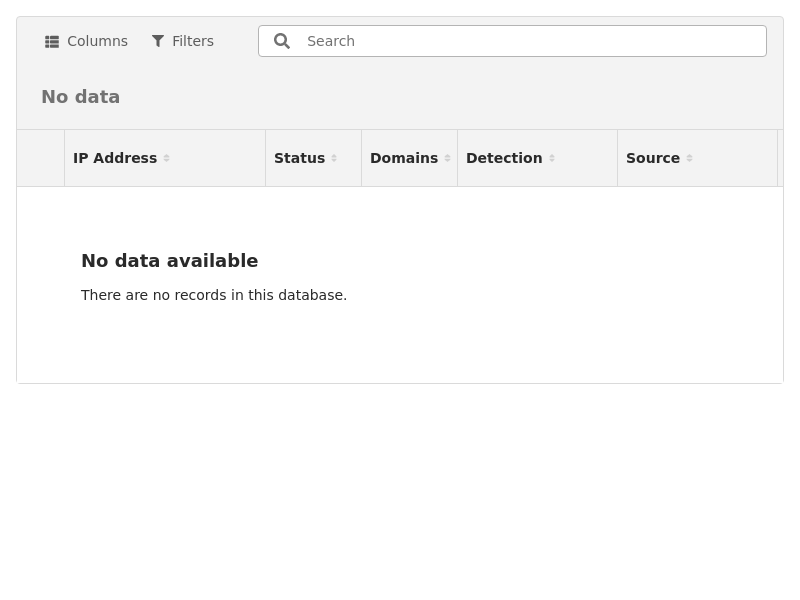 Columns Filters Search
No data
IP Address Status Domains Detection Source
No data available
There are no records in this database.